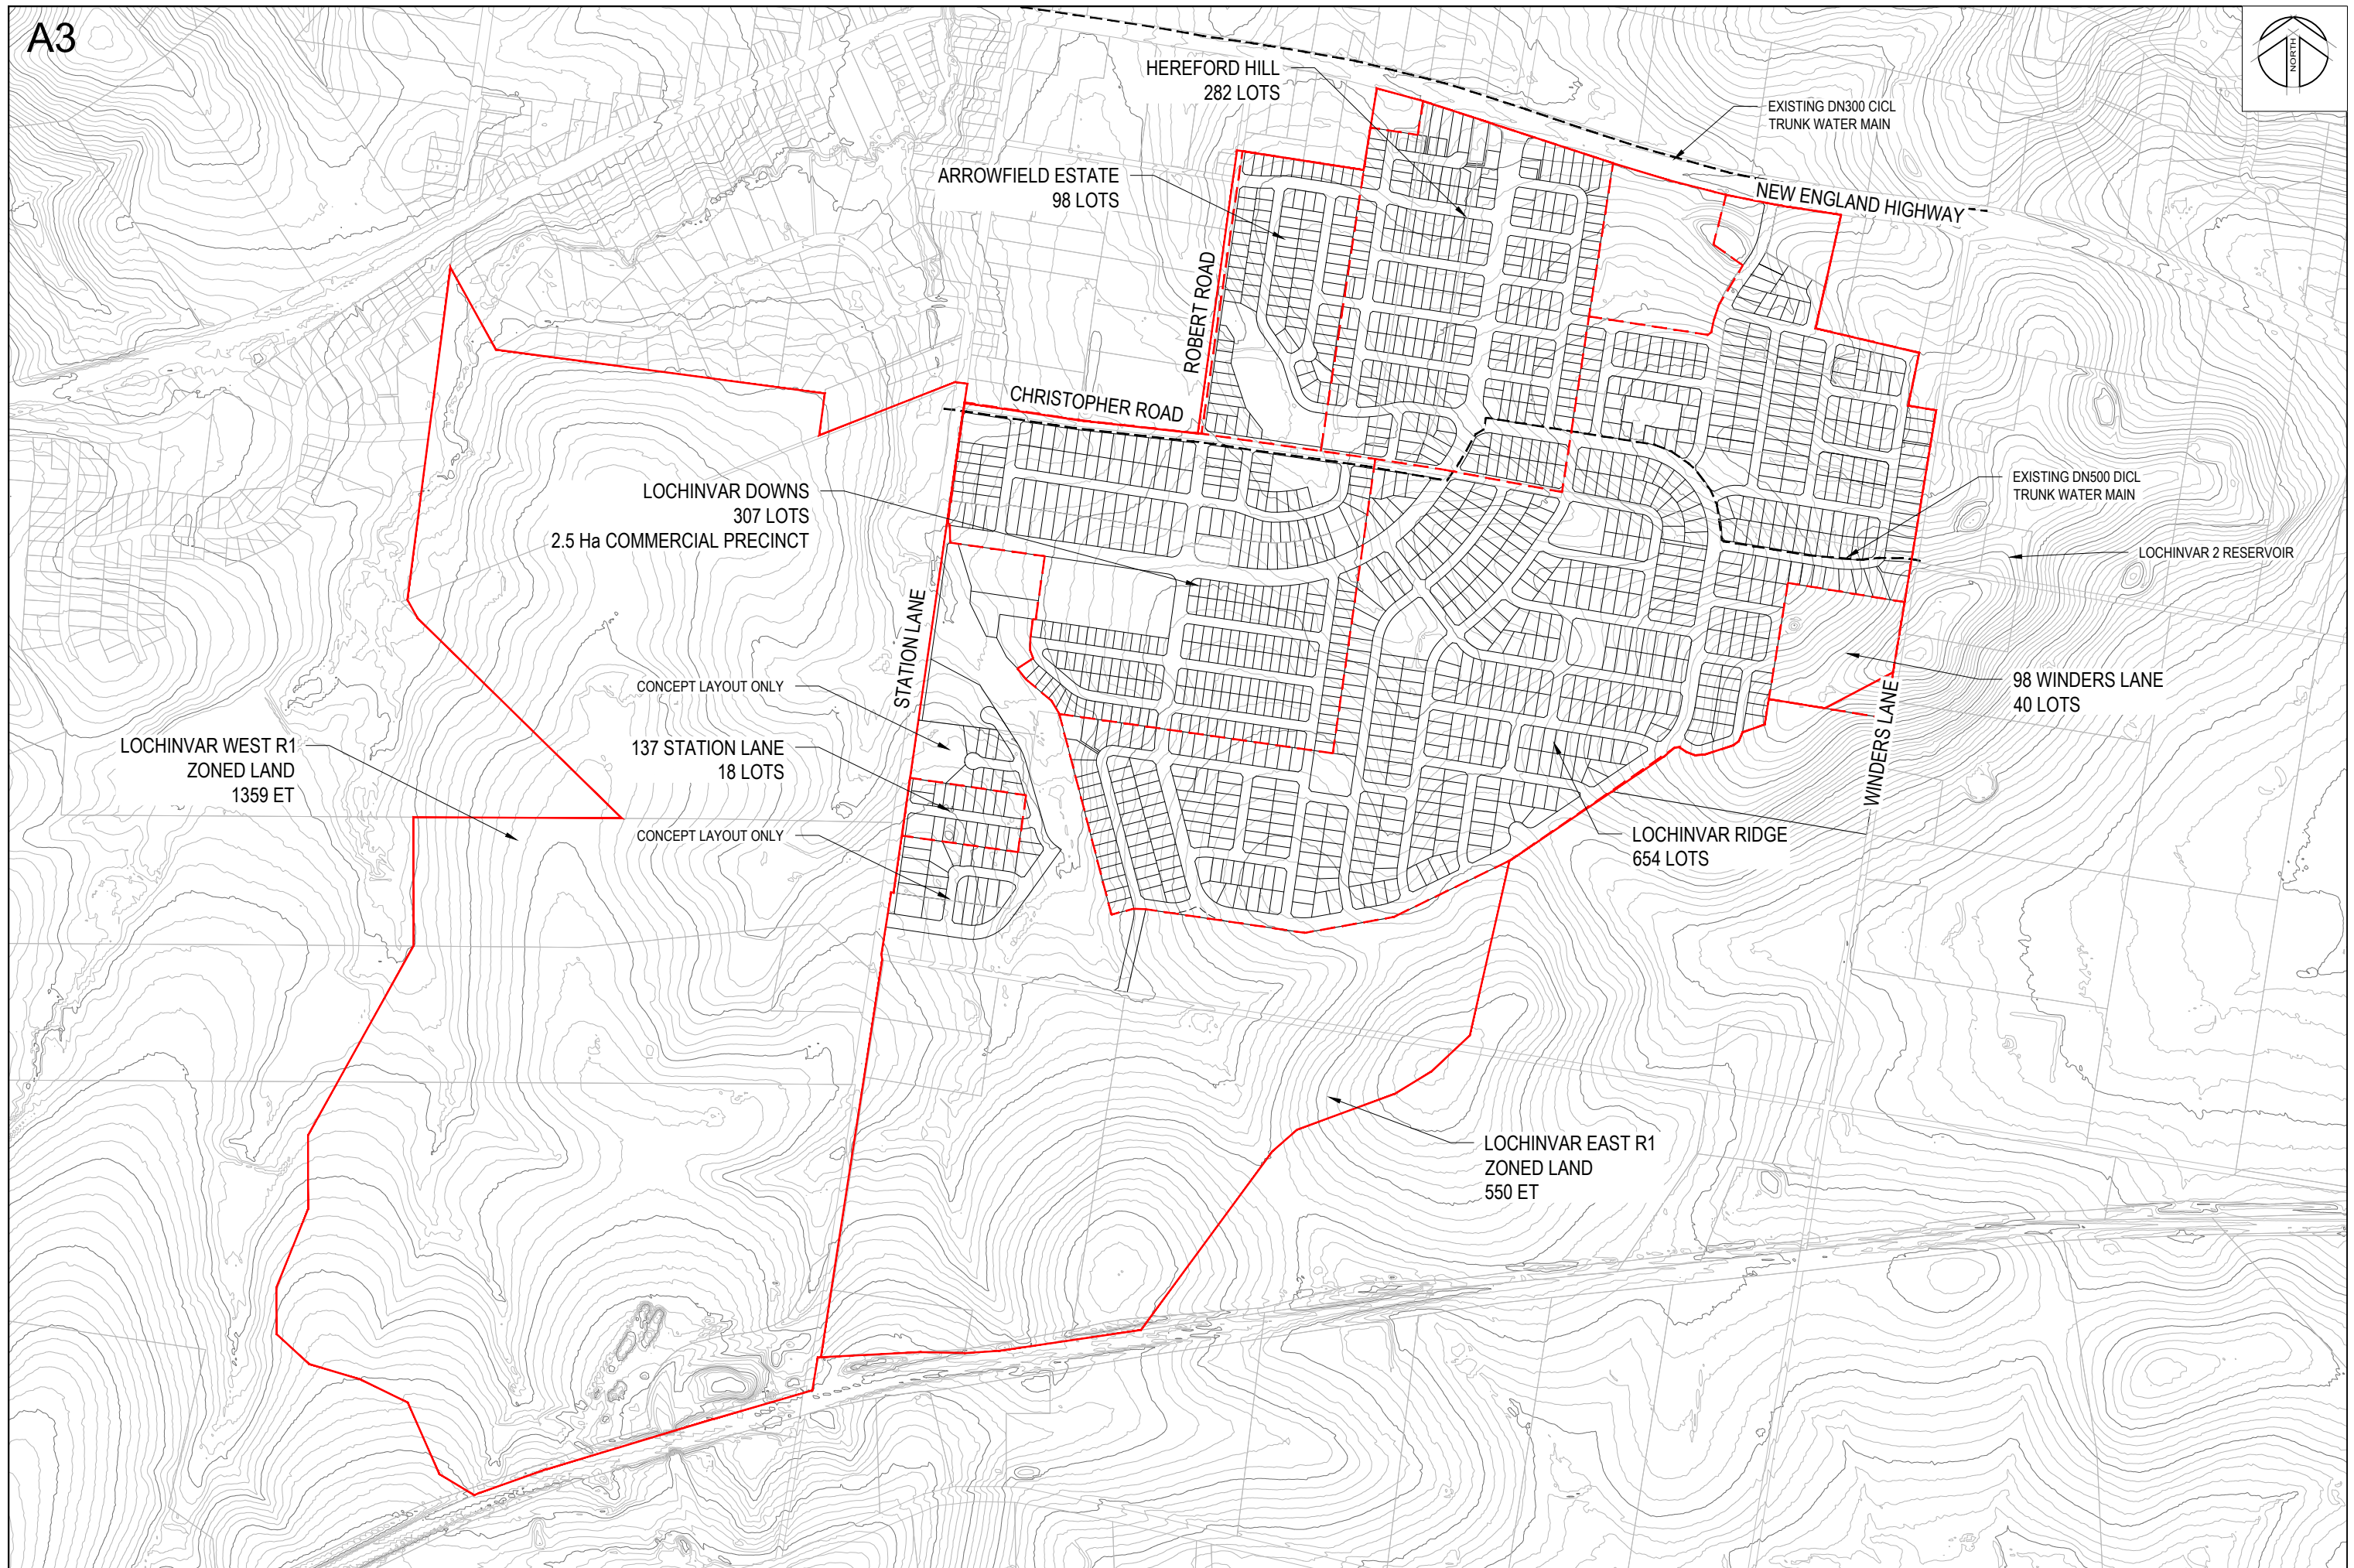 A3
NORTH
HEREFORD HILL
282 LOTS
EXISTING DN300 CICL
TRUNK WATER MAIN
ARROWFIELD ESTATE
98 LOTS
NEW ENGLAND HIGHWAY
ROBERT ROAD
CHRISTOPHER ROAD
LOCHINVAR DOWNS
307 LOTS
2.5 Ha COMMERCIAL PRECINCT
EXISTING DN500 DICL
TRUNK WATER MAIN
LOCHINVAR 2 RESERVOIR
STATION LANE
CONCEPT LAYOUT ONLY
98 WINDERS LANE
40 LOTS
WINDERS LANE
LOCHINVAR WEST R1
ZONED LAND
1359 ET
137 STATION LANE
18 LOTS
CONCEPT LAYOUT ONLY
LOCHINVAR RIDGE
654 LOTS
LOCHINVAR EAST R1
ZONED LAND
550 ET